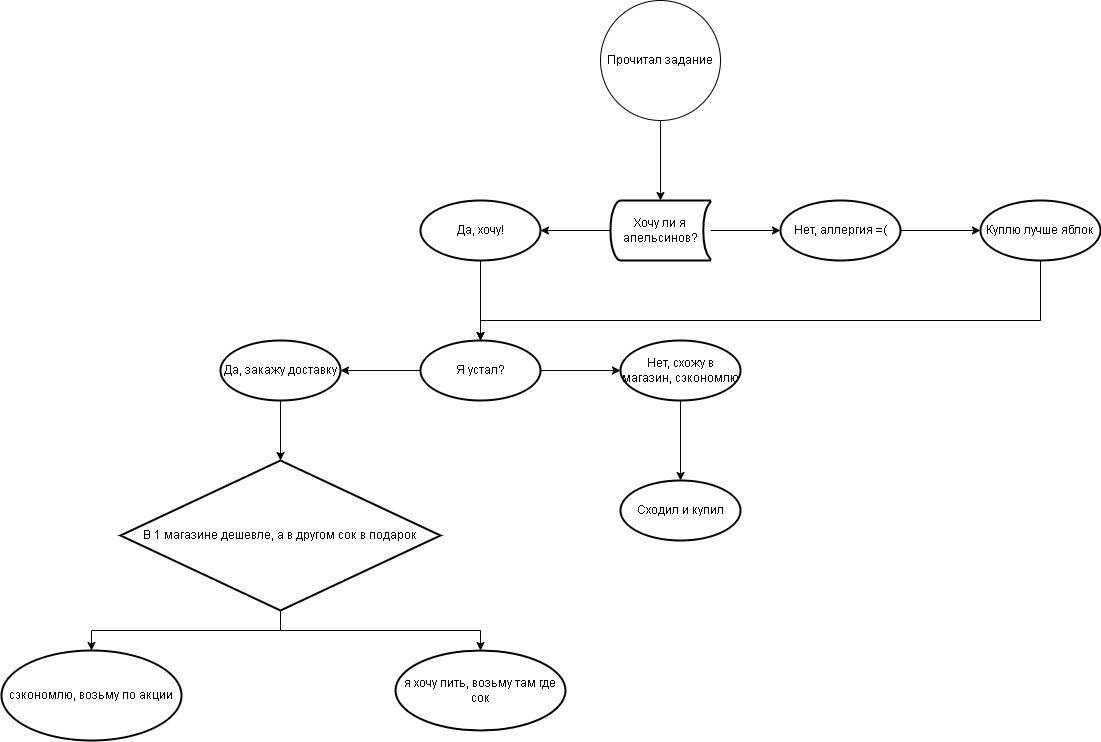 Прочитал задание
Да, хочу!
Хочу ли я
апельсинов?
Нет, аллергия =(
Куплю лучше яблок
Да, закажу доставку
Я устал?
Нет, схожу в
магазин, сэкономлю
Сходил и купил
В 1 магазине дешевле, а в другом сок в подарок
сэкономлю, возьму по акции
я хочу пить, возьму там где
сок